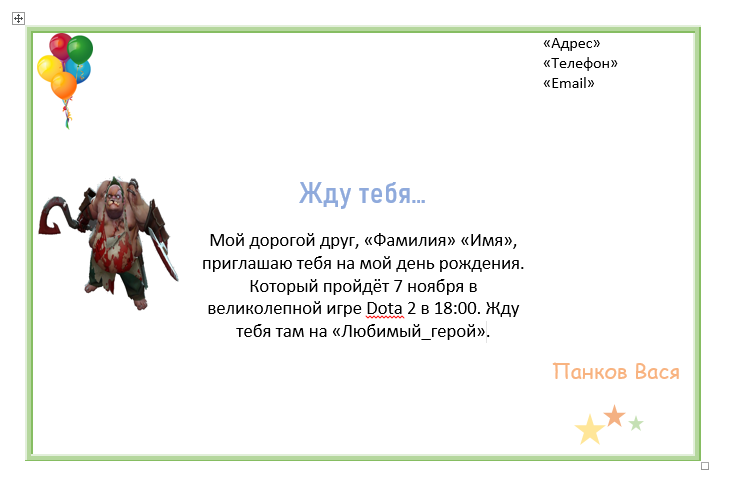 «Адрес»
«Телефон»
«Email»
Жду тебя...
Мой дорогой друг, «Фамилия» «Имя»,
приглашаю тебя на мой день рождения.
Который пройдёт 7 ноября в
великолепной игре Dota 2 в 18:00. Жду
тебя там на «Любимый_герой».
Панков Вася